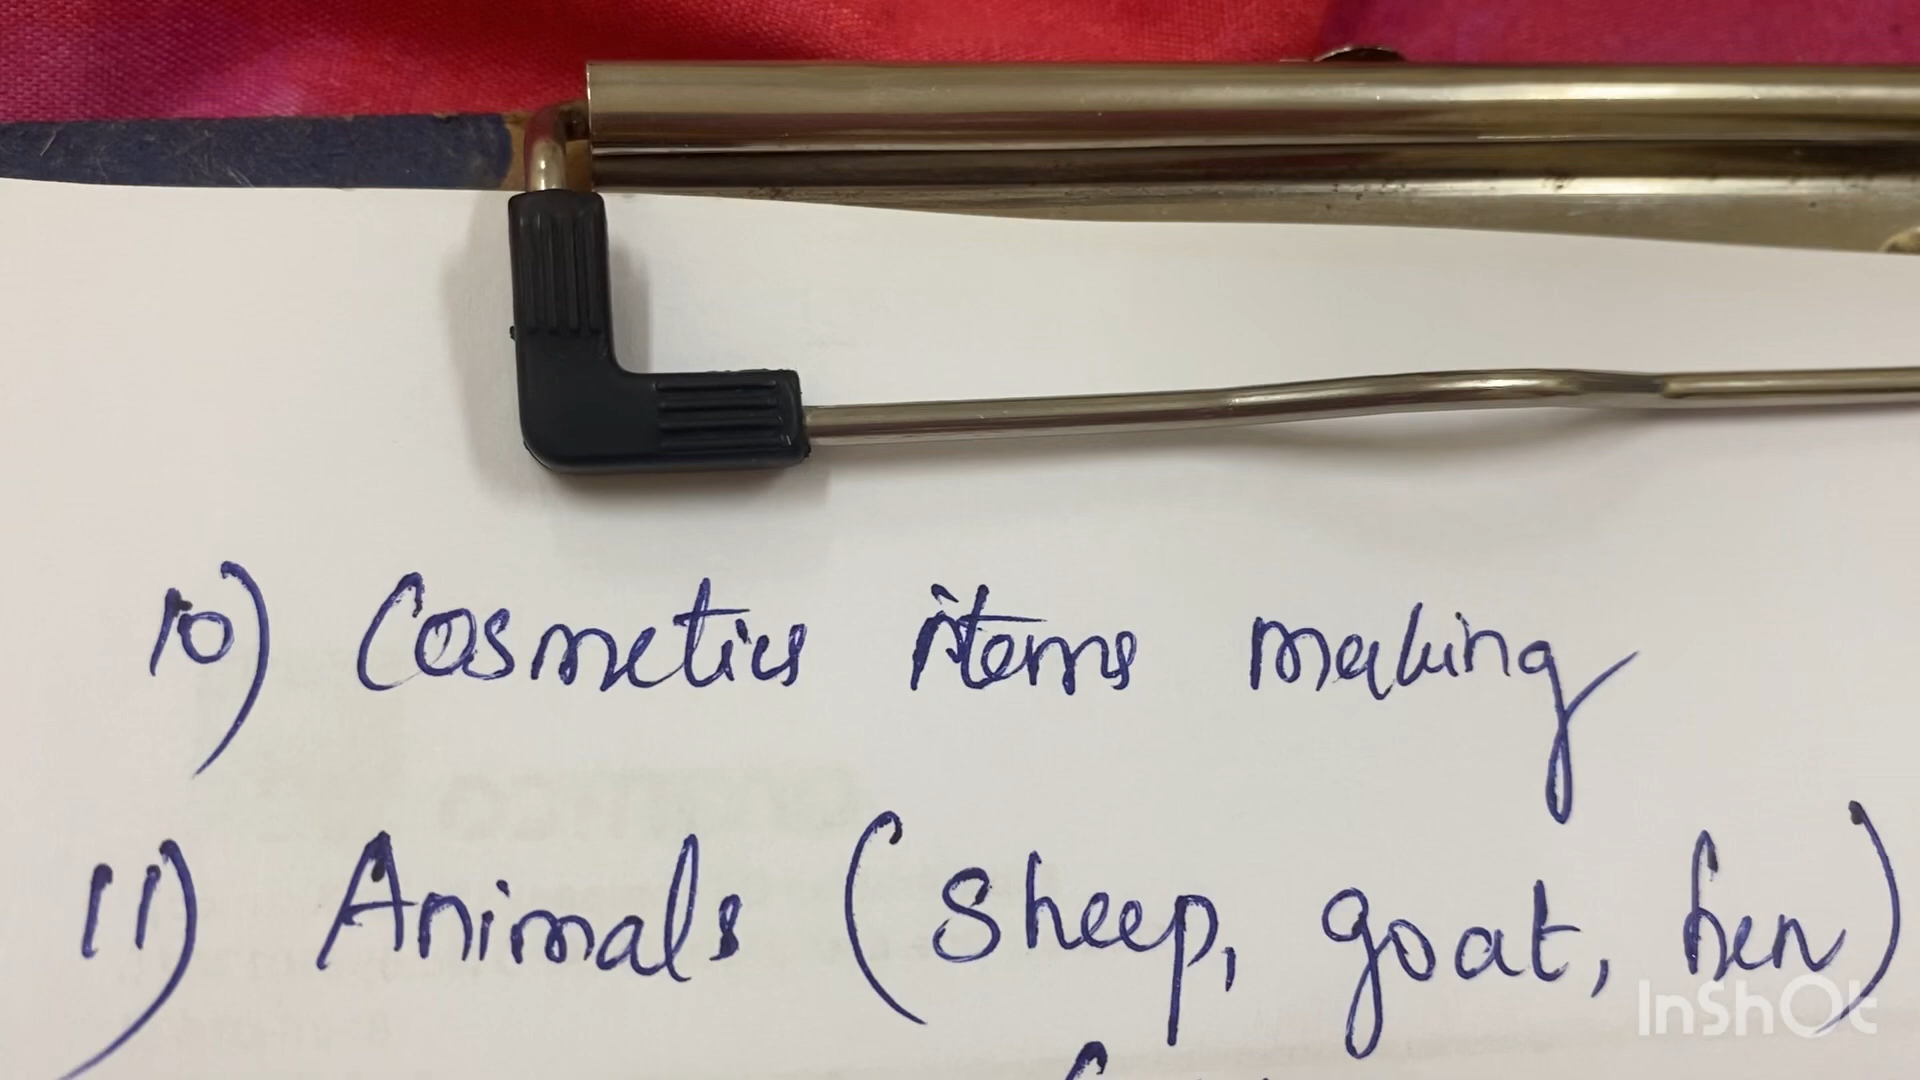 10) Cosmetics items making
11) Animals (Sheep, goat, hen)
InShOt